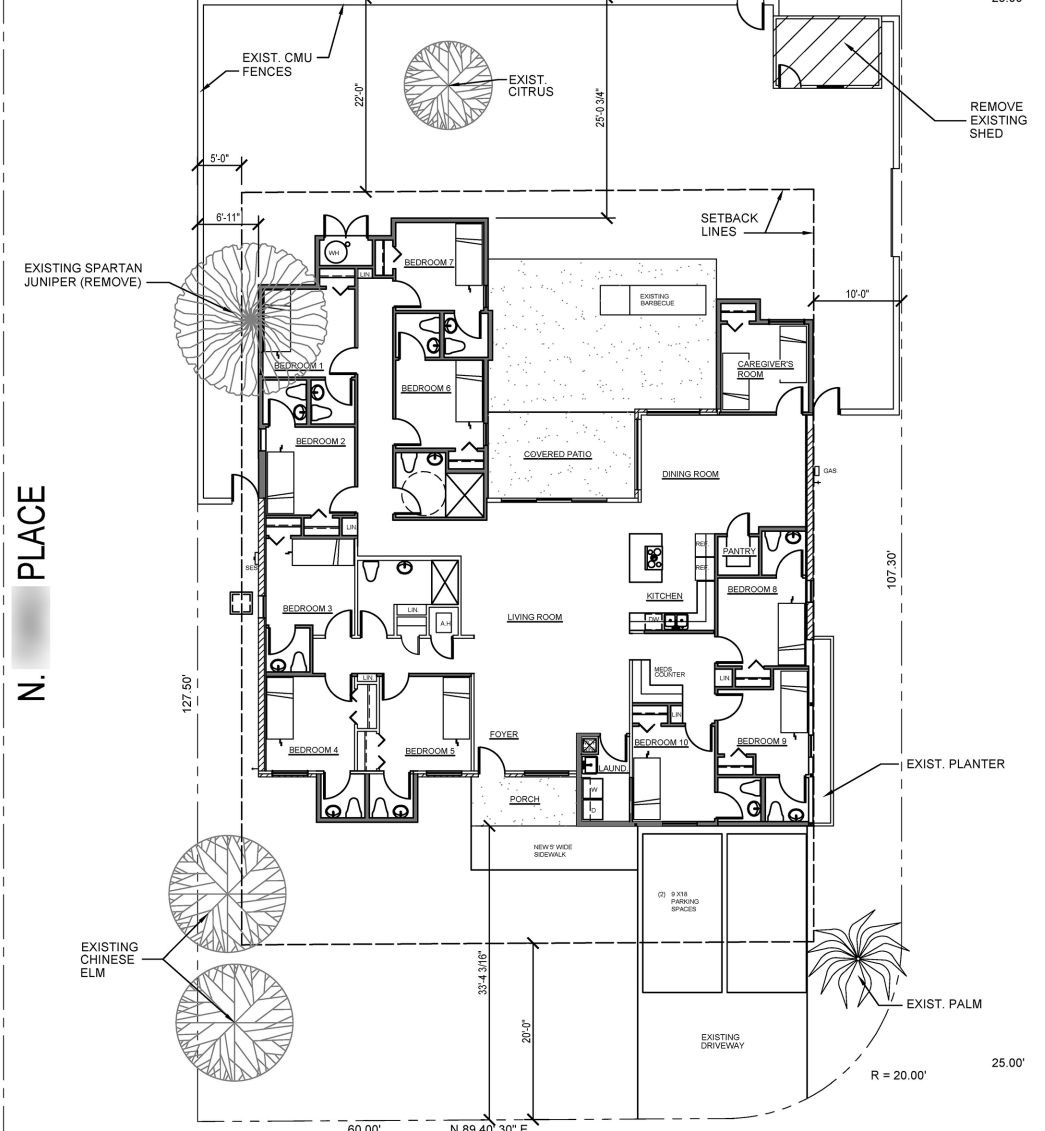 25.00'
EXIST. CMU
FENCES
EXIST.
CITRUS
22'-0"
25'-0 3/4"
REMOVE
EXISTING
SHED
5'-0"
6'-11"
SETBACK
LINES
EXISTING SPARTAN
JUNIPER (REMOVE)
WH
LIN
BEDROOM 7
EXISTING
BARBECUE
10'-0"
BEDROOM 1
CAREGIVER'S
ROOM
BEDROOM 6
BEDROOM 2
COVERED PATIO
DINING ROOM
GAS
LIN
REF.
PANTRY
REF.
SES
KITCHEN
BEDROOM 8
BEDROOM 3
LIN.
A.H
LIVING ROOM
DW
107.30'
N. PLACE
127.50'
MEDS
COUNTER
LIN
LIN
LIN
BEDROOM 4
BEDROOM 5
FOYER
BEDROOM 10
BEDROOM 9
LAUND.
W
D
EXIST. PLANTER
PORCH
NEW 5' WIDE
SIDEWALK
(2) 9 X18
PARKING
SPACES
EXISTING
CHINESE
ELM
33'-4 3/16"
20'-0"
EXIST. PALM
EXISTING
DRIVEWAY
R = 20.00'
25.00'
60.00'
N 89 40' 30" E